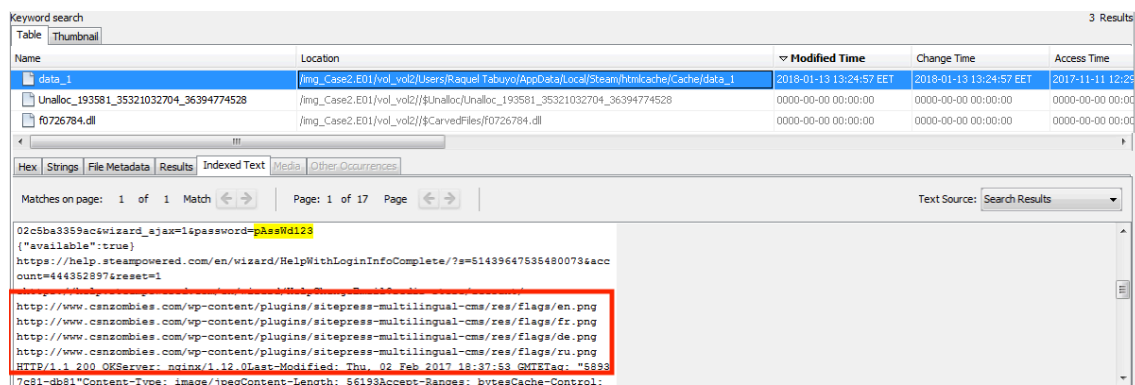 Keyword search 3 Results
Table Thumbnail
Name Location Modified Time Change Time Access Time
data_1 /img_Case2.E01/vol_vol2/Users/Raquel Tabuyo/AppData/Local/Steam/htmlcache/Cache/data_1 2018-01-13 13:24:57 EET 2018-01-13 13:24:57 EET 2017-11-11 12:29
Unalloc_193581_35321032704_36394774528 /img_Case2.E01/vol_vol2//$Unalloc/Unalloc_193581_35321032704_36394774528 0000-00-00 00:00:00 0000-00-00 00:00:00 0000-00-00 00:00
f0726784.dll /img_Case2.E01/vol_vol2//$CarvedFiles/f0726784.dll 0000-00-00 00:00:00 0000-00-00 00:00:00 0000-00-00 00:00
Hex Strings File Metadata Results Indexed Text Media Other Occurrences
Matches on page: 1 of 1 Match Page: 1 of 17 Page Text Source: Search Results
02c5ba3359ac&wizard_ajax=1&password=pAssWd123
{"available":true}
https://help.steampowered.com/en/wizard/HelpWithLoginInfoComplete/?s=51439647535480073&acc
ount=444352897&reset=1
http://www.csnzombies.com/wp-content/plugins/sitepress-multilingual-cms/res/flags/en.png
http://www.csnzombies.com/wp-content/plugins/sitepress-multilingual-cms/res/flags/fr.png
http://www.csnzombies.com/wp-content/plugins/sitepress-multilingual-cms/res/flags/de.png
http://www.csnzombies.com/wp-content/plugins/sitepress-multilingual-cms/res/flags/ru.png
HTTP/1.1 200 OKServer: nginx/1.12.0Last-Modified: Thu, 02 Feb 2017 18:37:53 GMTETag: "5893
7c81-db81"Content-Type: image/jpegContent-Length: 56193Accept-Ranges: bytesCache-Control: